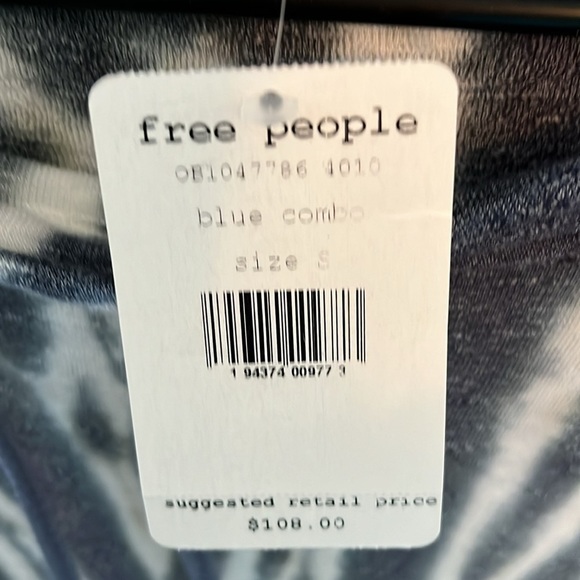 free people
OB1047786 4010
blue combo
size S
1 94374 00977 3
suggested retail price
$108.00